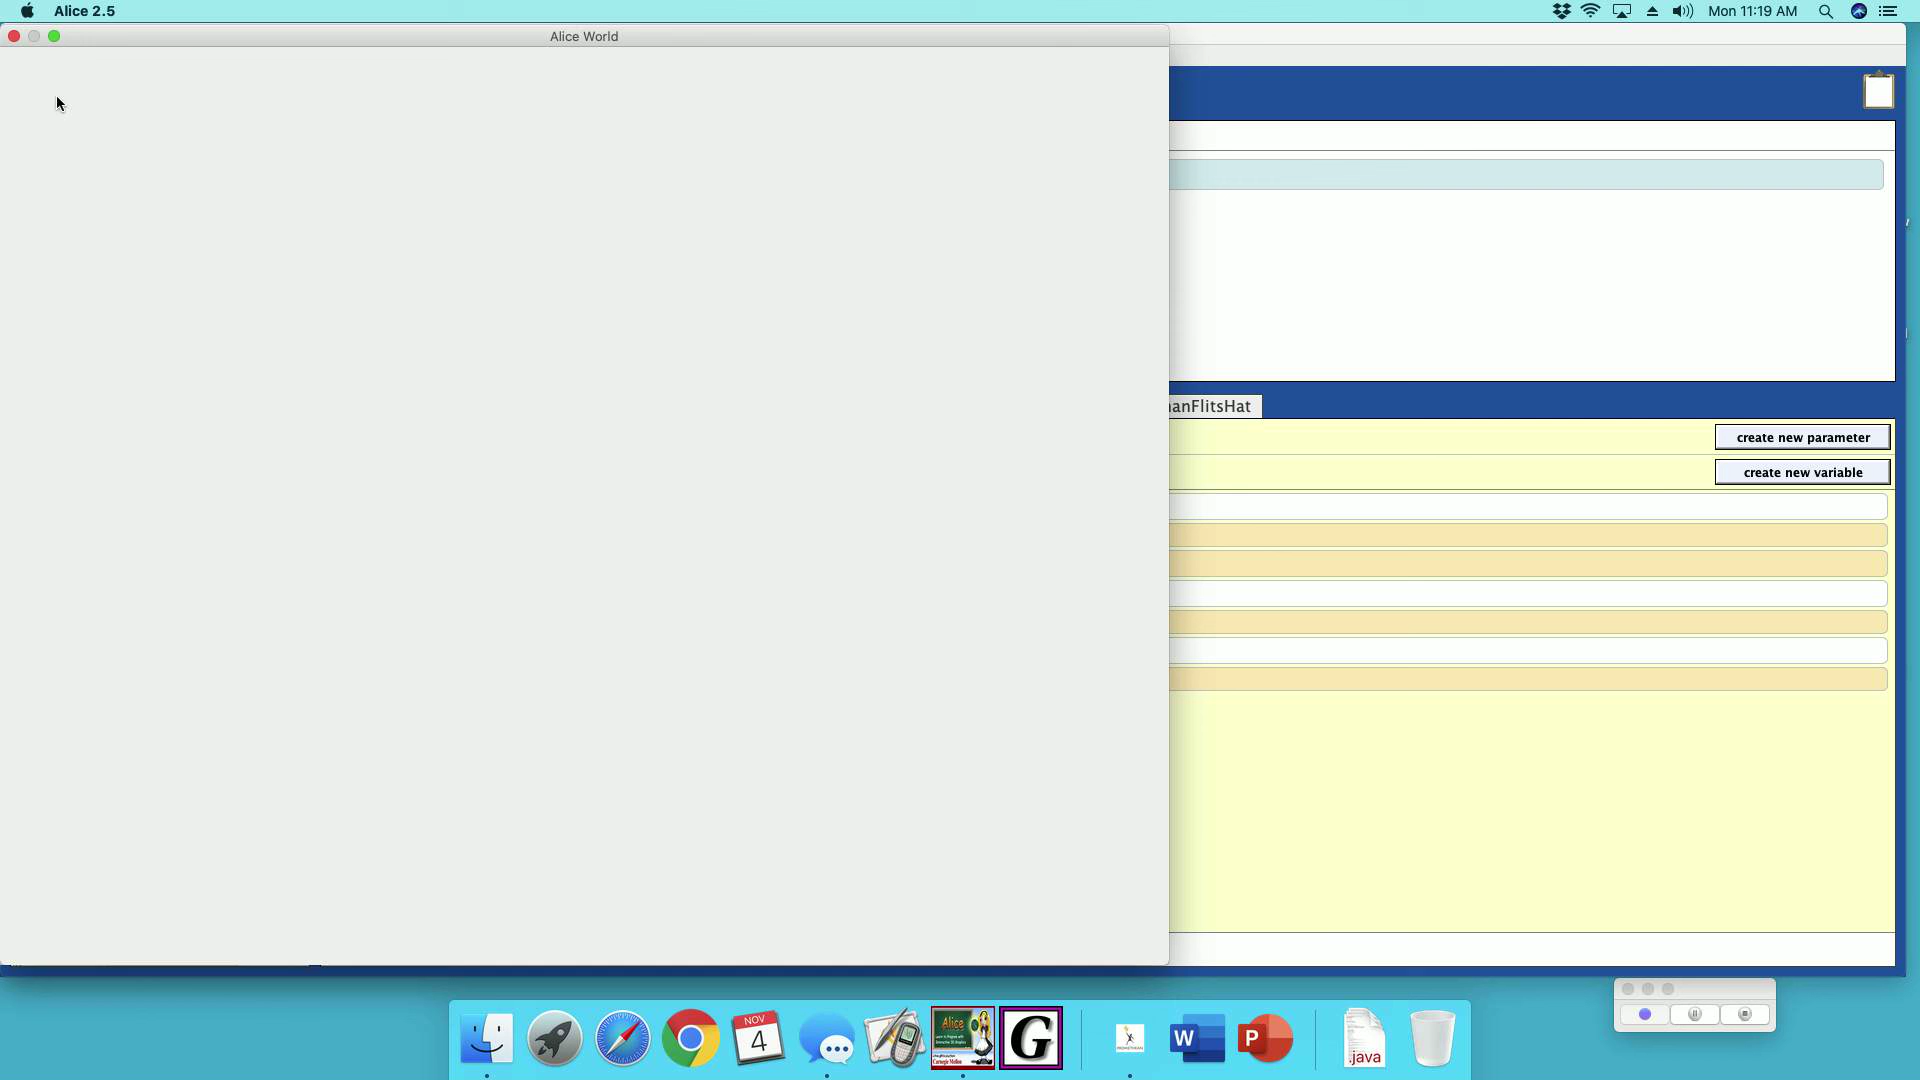 Alice 2.5
Mon 11:19 AM
Alice World
anFlitsHat
create new parameter
create new variable
NOV
4
Alice
G
W
P
.java